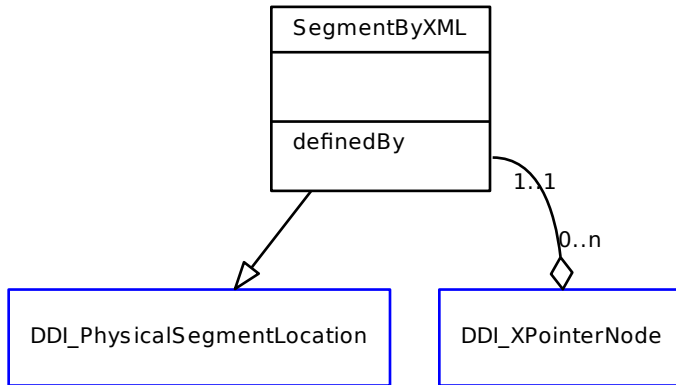 SegmentByXML
definedBy
1..1
0..n
DDI_PhysicalSegmentLocation
DDI_XPointerNode